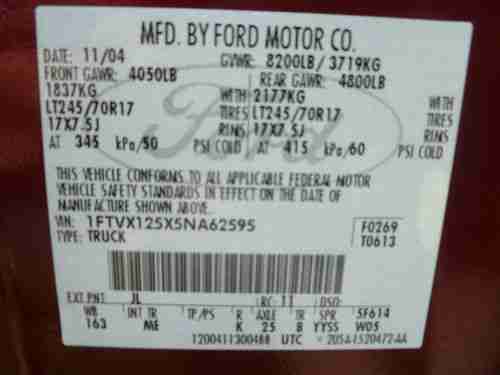 MFD. BY FORD MOTOR CO.
DATE: 11/04 GVWR: 8200LB/ 3719KG
FRONT GAWR: 4050LB REAR GAWR: 4800LB
1837KG WITH 2177KG WITH
LT245/70R17 TIRES LT245/70R17 TIRES
17X7.5J RIMS 17X7.5J RIMS
AT 345 kPa/50 PSI COLD AT 415 kPa/60 PSI COLD
THIS VEHICLE CONFORMS TO ALL APPLICABLE FEDERAL MOTOR
VEHICLE SAFETY STANDARDS IN EFFECT ON THE DATE OF
MANUFACTURE SHOWN ABOVE.
VIN: 1FTVX125X5NA62595 F0269
TYPE: TRUCK T0613
Ford
EXT PNT: JL RC: 11 DSO:
WB INT TR TP/PS R AXLE TR SPR 5F614
163 ME K 25 B YYSS W05
1200411300488 UTC